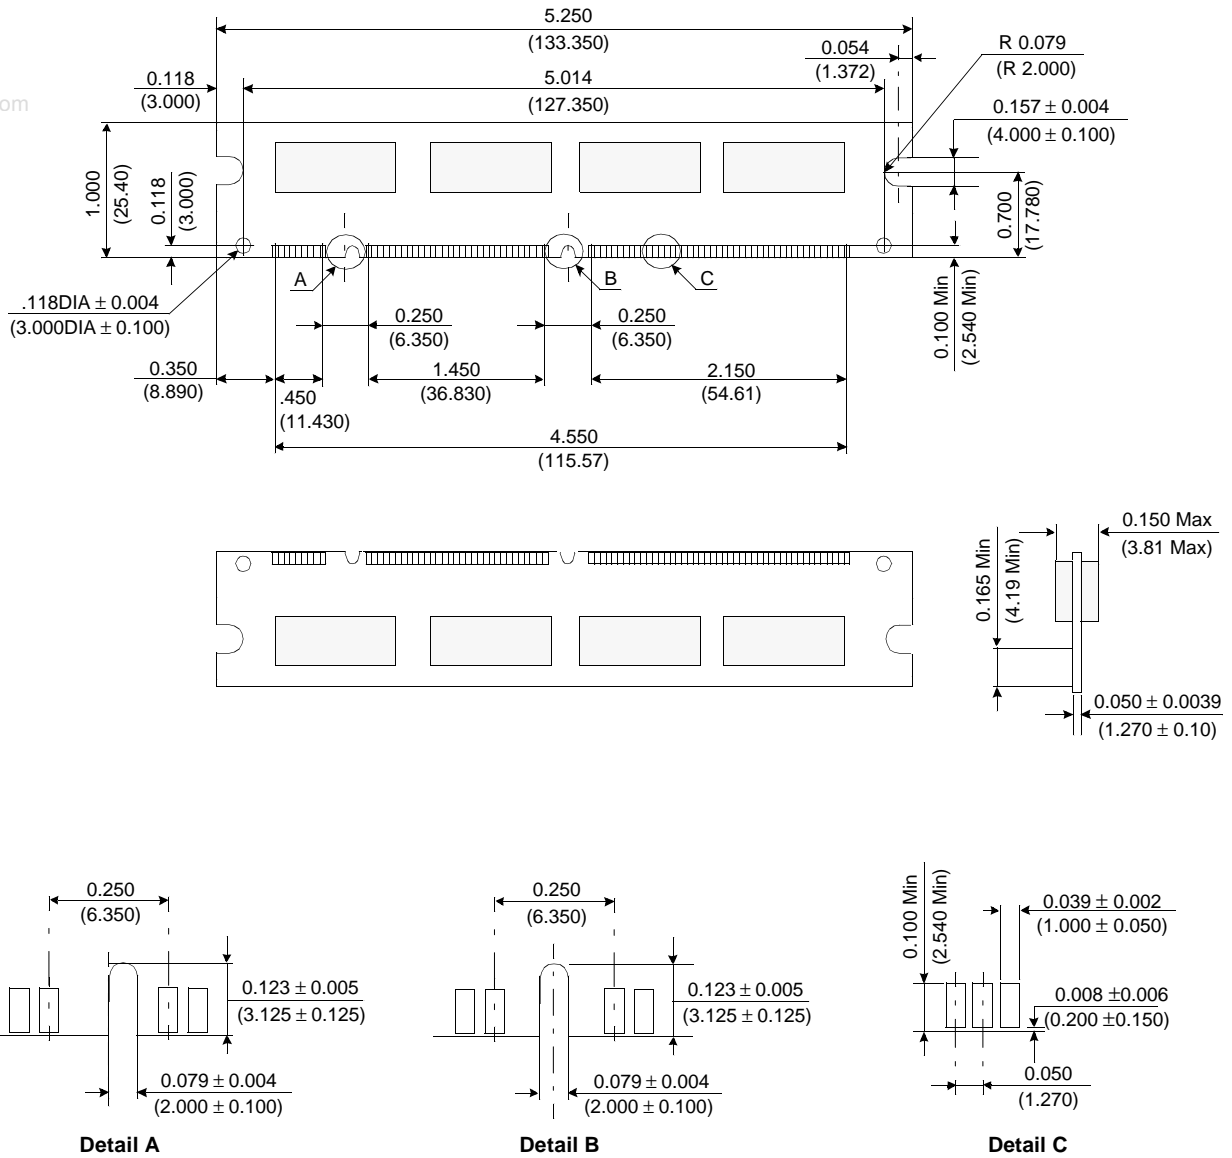 5.250
(133.350)
0.054
(1.372)
R 0.079
(R 2.000)
0.118
(3.000)
5.014
(127.350)
om
0.157 ± 0.004
(4.000 ± 0.100)
1.000
(25.40)
0.118
(3.000)
0.700
(17.780)
A
B
C
.118DIA ± 0.004
(3.000DIA ± 0.100)
0.250
(6.350)
0.250
(6.350)
0.100 Min
(2.540 Min)
0.350
(8.890)
.450
(11.430)
1.450
(36.830)
2.150
(54.61)
4.550
(115.57)
0.150 Max
(3.81 Max)
0.165 Min
(4.19 Min)
0.050 ± 0.0039
(1.270 ± 0.10)
0.250
(6.350)
0.123 ± 0.005
(3.125 ± 0.125)
0.079 ± 0.004
(2.000 ± 0.100)
Detail A
0.250
(6.350)
0.123 ± 0.005
(3.125 ± 0.125)
0.079 ± 0.004
(2.000 ± 0.100)
Detail B
0.100 Min
(2.540 Min)
0.039 ± 0.002
(1.000 ± 0.050)
0.008 ±0.006
(0.200 ±0.150)
0.050
(1.270)
Detail C